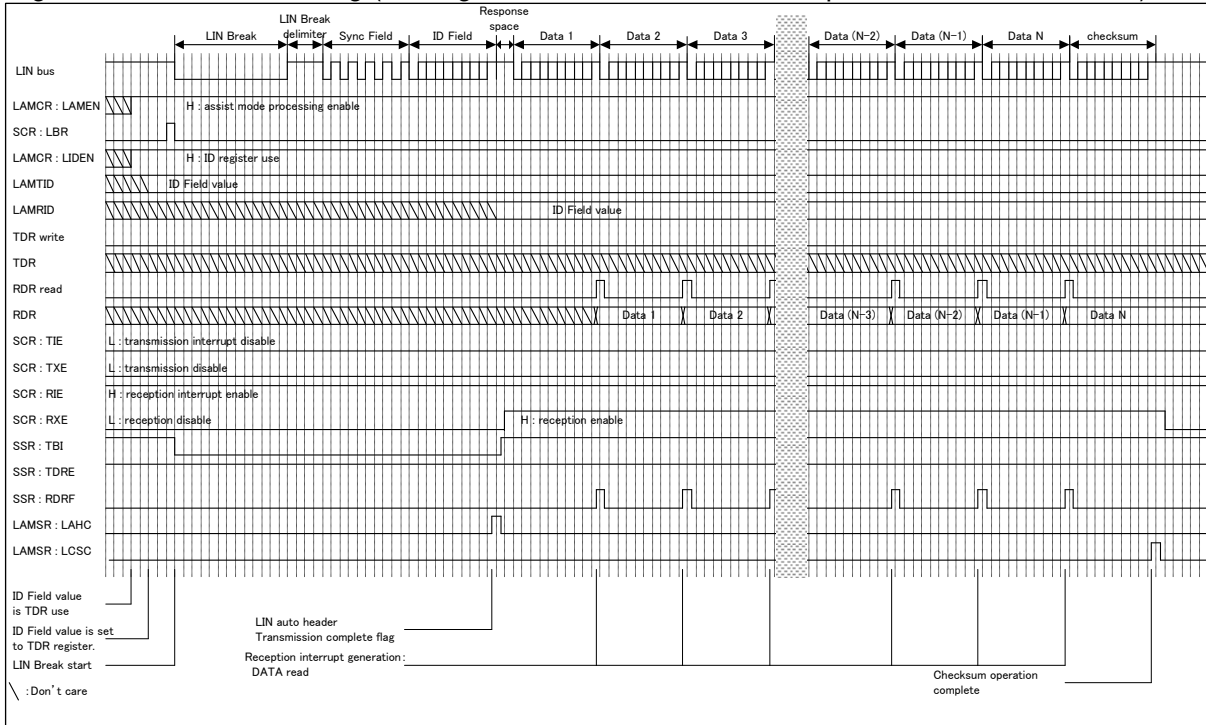 Response
LIN Break
space
LIN Break
delimiter
Sync Field
ID Field
Data 1
Data 2
Data 3
Data (N-2)
Data (N-1)
Data N
checksum
LIN bus
LAMCR : LAMEN
H : assist mode processing enable
SCR : LBR
LAMCR : LIDEN
H : ID register use
LAMTID
ID Field value
LAMRID
ID Field value
TDR write
TDR
RDR read
RDR
Data 1
Data 2
Data (N-3)
Data (N-2)
Data (N-1)
Data N
SCR : TIE
L : transmission interrupt disable
SCR : TXE
L : transmission disable
SCR : RIE
H : reception interrupt enable
SCR : RXE
L : reception disable
H : reception enable
SSR : TBI
SSR : TDRE
SSR : RDRF
LAMSR : LAHC
LAMSR : LCSC
ID Field value
is TDR use
ID Field value is set
to TDR register.
LIN Break start
\ :Don't care
LIN auto header
Transmission complete flag
Reception interrupt generation:
DATA read
Checksum operation
complete